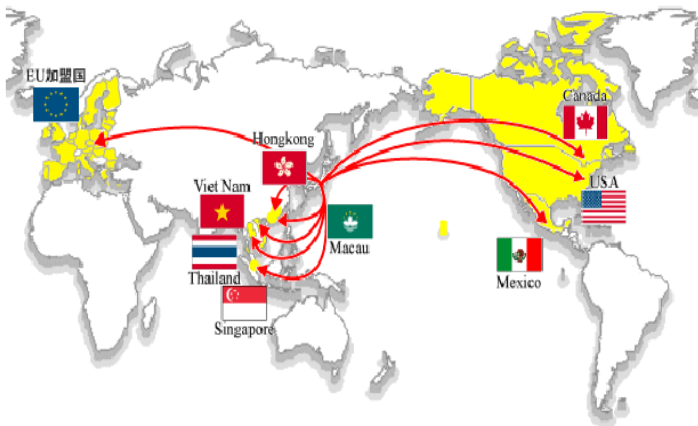 EU加盟国
Canada
Hongkong
Viet Nam
USA
Macau
Thailand
Mexico
Singapore